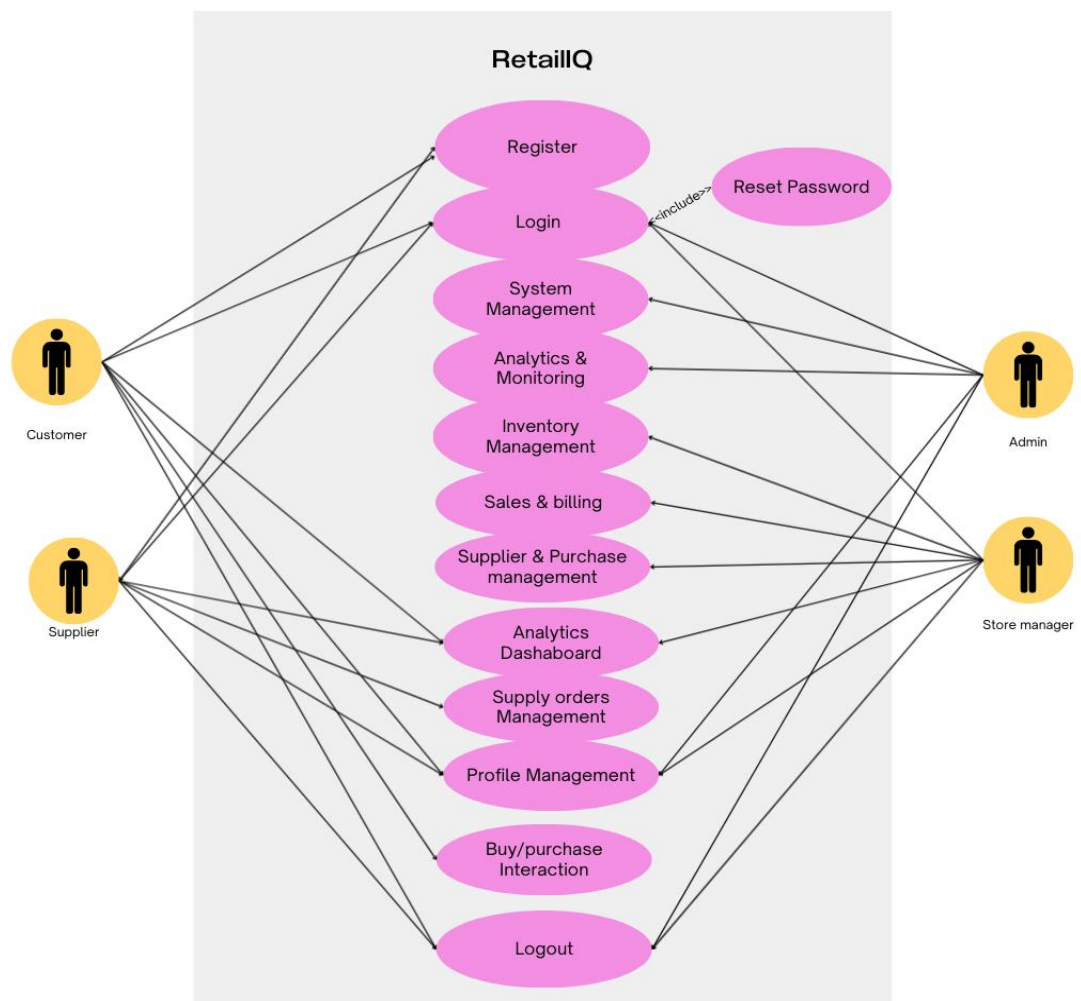 RetailIQ
Register
Reset Password
<<include>>
Login
System
Management
Analytics &
Monitoring
Inventory
Management
Customer
Admin
Sales & billing
Supplier & Purchase
management
Supplier
Store manager
Analytics
Dashaboard
Supply orders
Management
Profile Management
Buy/purchase
Interaction
Logout